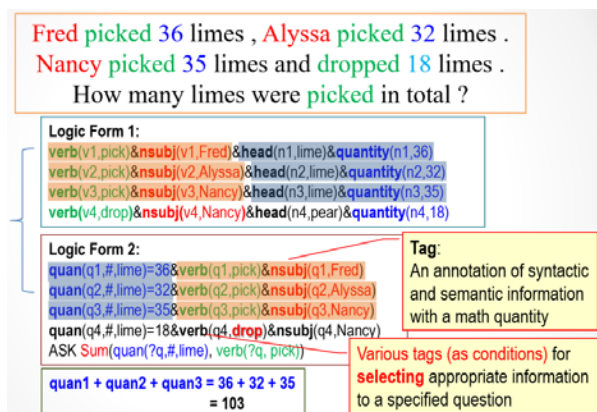 Fred picked 36 limes , Alyssa picked 32 limes .
Nancy picked 35 limes and dropped 18 limes .
How many limes were picked in total ?
Logic Form 1:
verb(v1,pick)&nsubj(v1,Fred)&head(n1,lime)&quantity(n1,36)
verb(v2,pick)&nsubj(v2,Alyssa)&head(n2,lime)&quantity(n2,32)
verb(v3,pick)&nsubj(v3,Nancy)&head(n3,lime)&quantity(n3,35)
verb(v4,drop)&nsubj(v4,Nancy)&head(n4,pear)&quantity(n4,18)
Logic Form 2:
quan(q1,#,lime)=36&verb(q1,pick)&nsubj(q1,Fred)
quan(q2,#,lime)=32&verb(q2,pick)&nsubj(q2,Alyssa)
quan(q3,#,lime)=35&verb(q3,pick)&nsubj(q3,Nancy)
quan(q4,#,lime)=18&verb(q4,drop)&nsubj(q4,Nancy)
ASK Sum(quan(?q,#,lime), verb(?q, pick))
Tag:
An annotation of syntactic
and semantic information
with a math quantity
Various tags (as conditions) for
selecting appropriate information
to a specified question
quan1 + quan2 + quan3 = 36 + 32 + 35
= 103